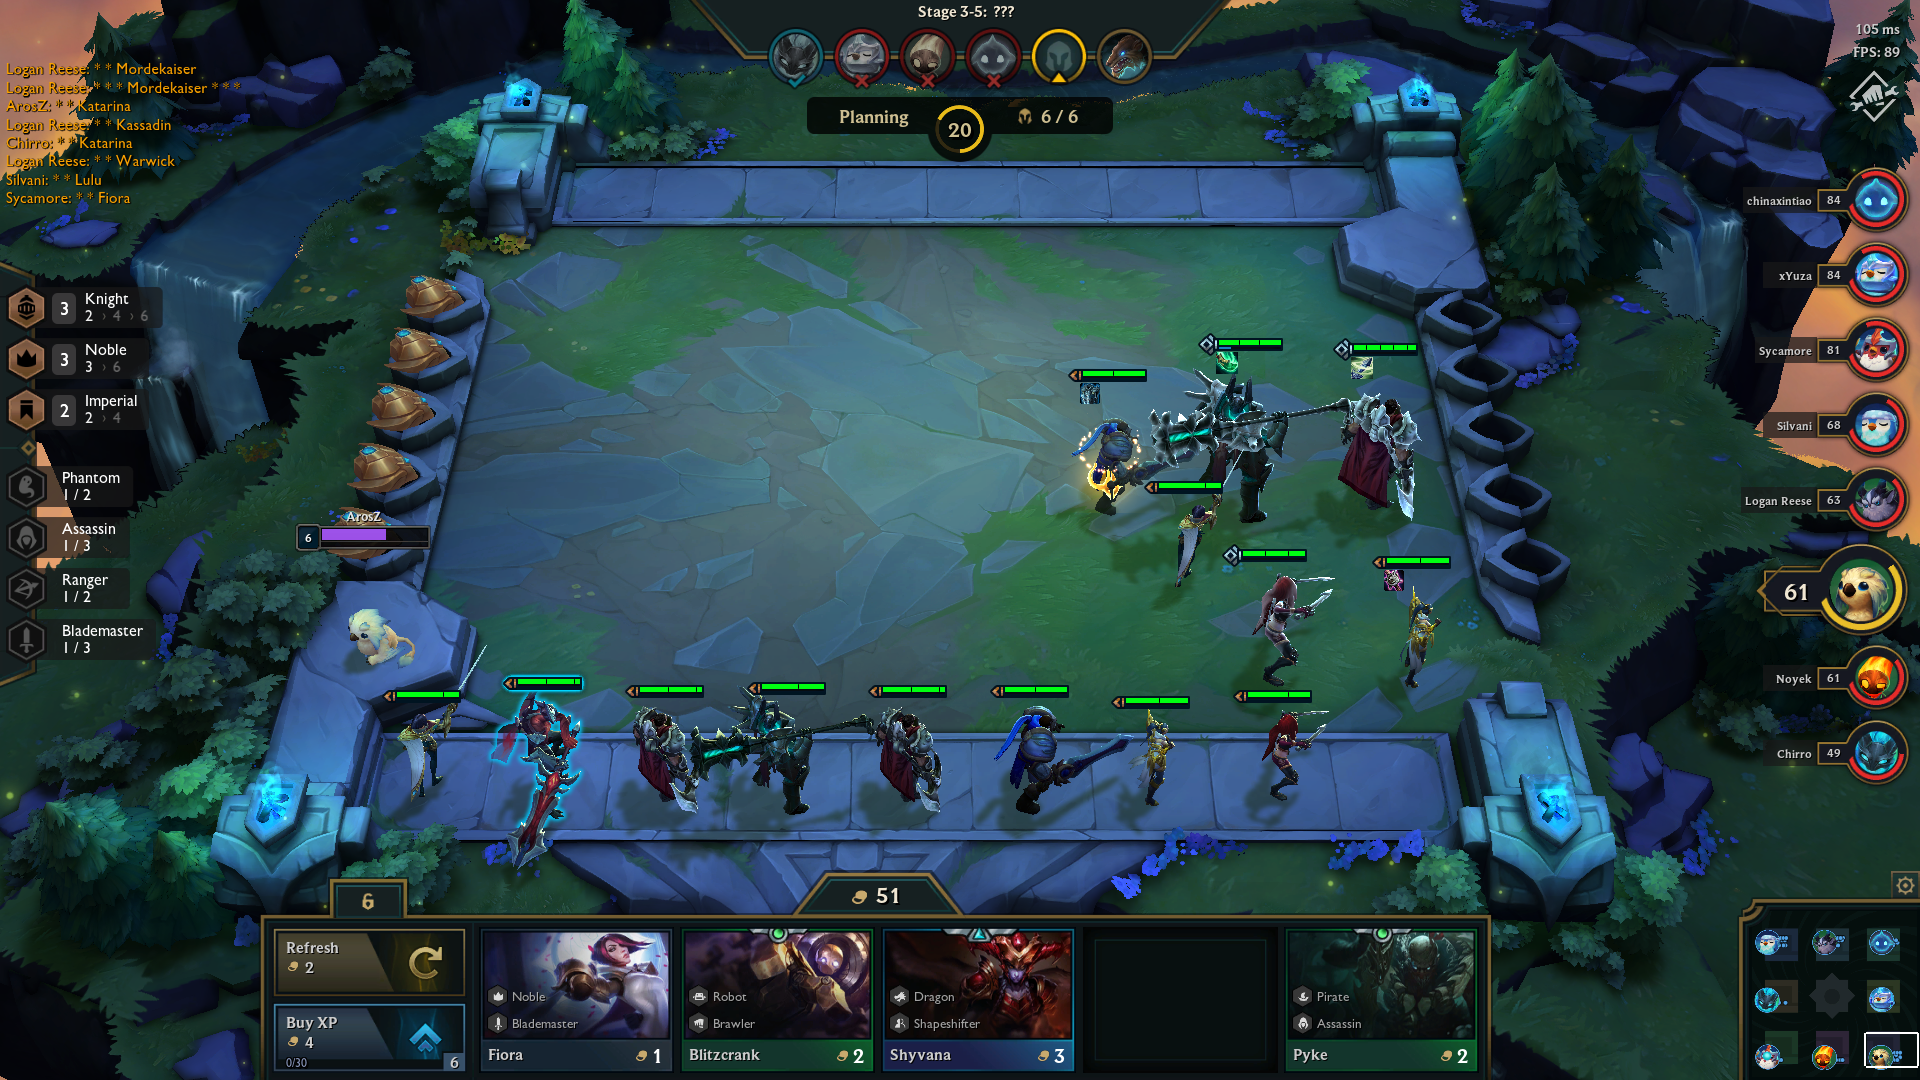 Stage 3-5: ???
105 ms
FPS: 89
Logan Reese: * * Mordekaiser
Logan Reese: * * * Mordekaiser * * *
ArosZ: * * Katarina
Logan Reese: * * Kassadin
Chirro: * * Katarina
Logan Reese: * * Warwick
Silvani: * * Lulu
Sycamore: * * Fiora
Planning
20
6 / 6
3 Knight
2 › 4 › 6
3 Noble
3 › 6
2 Imperial
2 › 4
Phantom
1 / 2
Assassin
1 / 3
Ranger
1 / 2
Blademaster
1 / 3
chinaxintiao 84
xYuza 84
Sycamore 81
Silvani 68
Logan Reese 63
61
Noyek 61
Chirro 49
ArosZ
6
6
51
Refresh
2
Buy XP
4
0/30
6
Noble
Blademaster
Fiora 1
Robot
Brawler
Blitzcrank 2
Dragon
Shapeshifter
Shyvana 3
Pirate
Assassin
Pyke 2